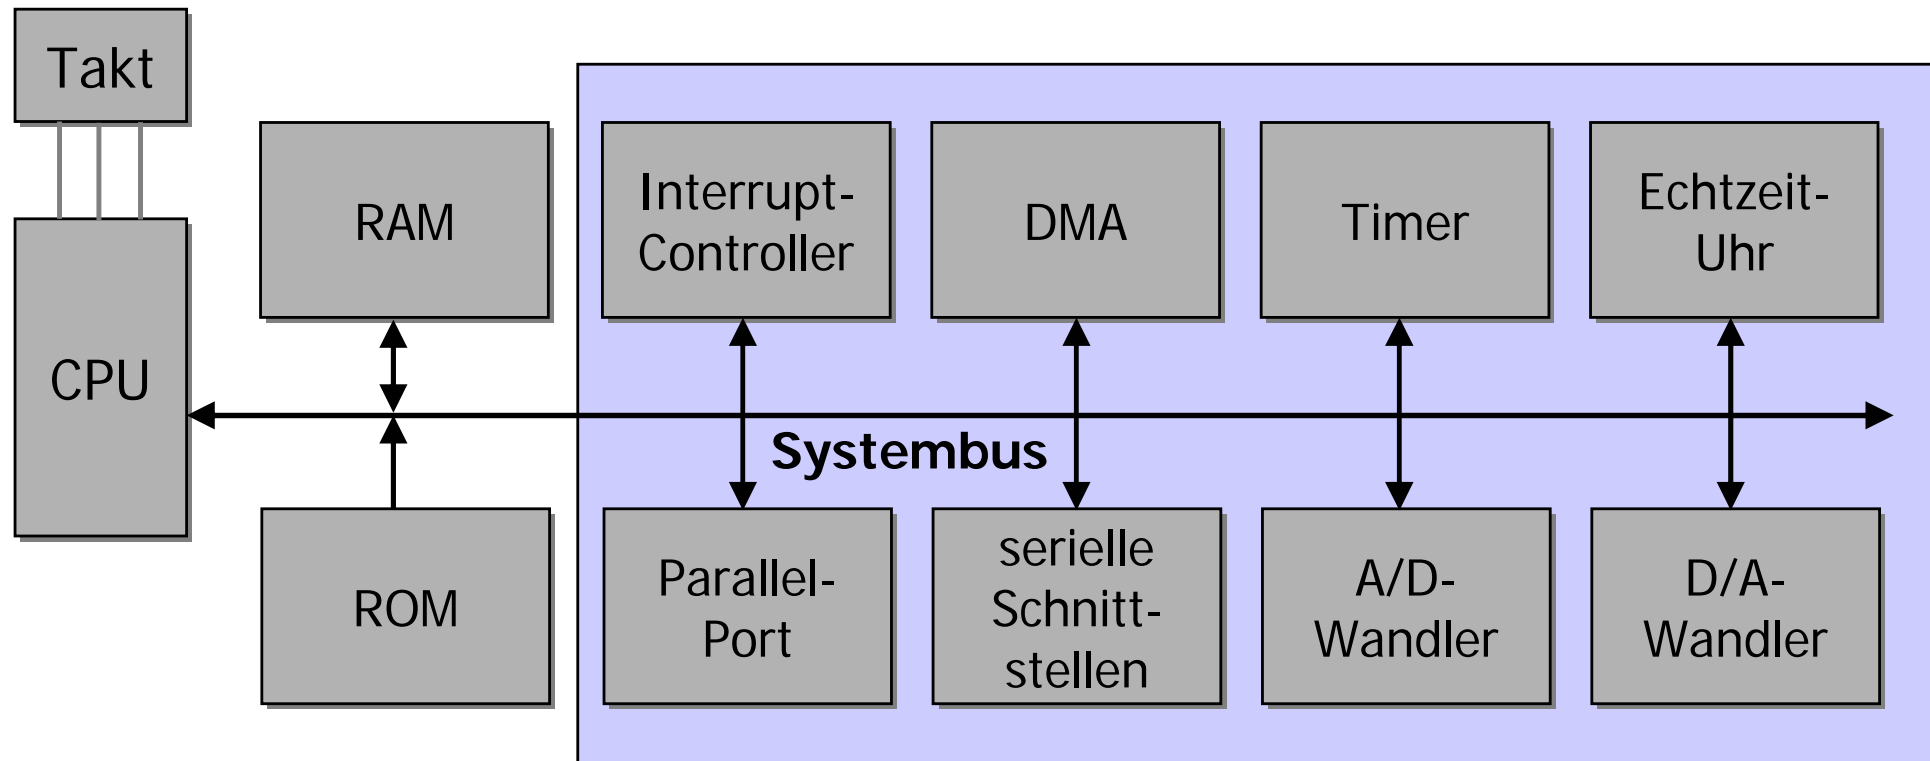 Takt
CPU
RAM
ROM
Interrupt-
Controller
DMA
Timer
Echtzeit-
Uhr
Systembus
Parallel-
Port
serielle
Schnitt-
stellen
A/D-
Wandler
D/A-
Wandler